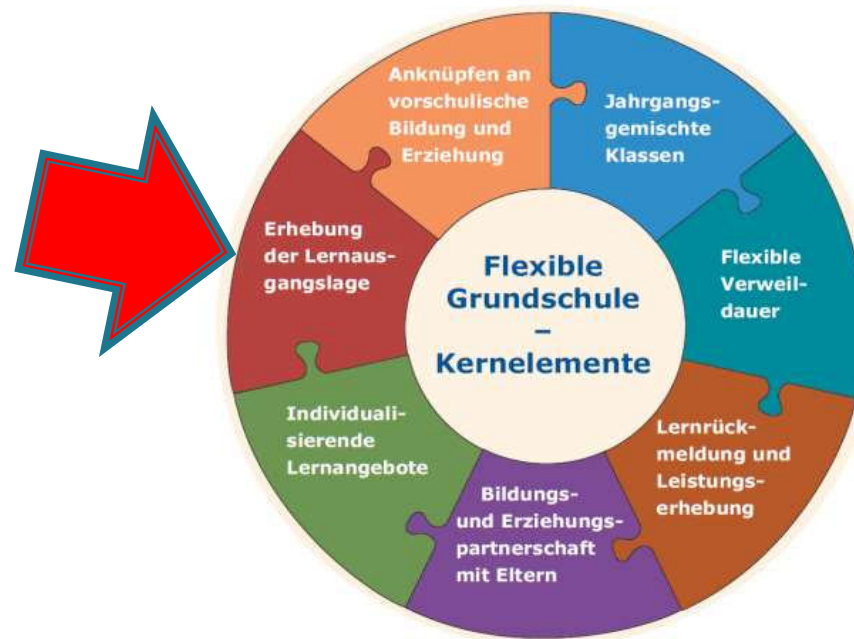 Flexible
Grundschule
–
Kernelemente
Anknüpfen an
vorschulische
Bildung und
Erziehung
Jahrgangs-
gemischte
Klassen
Flexible
Verweil-
dauer
Lernrück-
meldung und
Leistungs-
erhebung
Bildungs-
und Erziehungs-
partnerschaft
mit Eltern
Individuali-
sierende
Lernangebote
Erhebung
der Lernaus-
gangslage